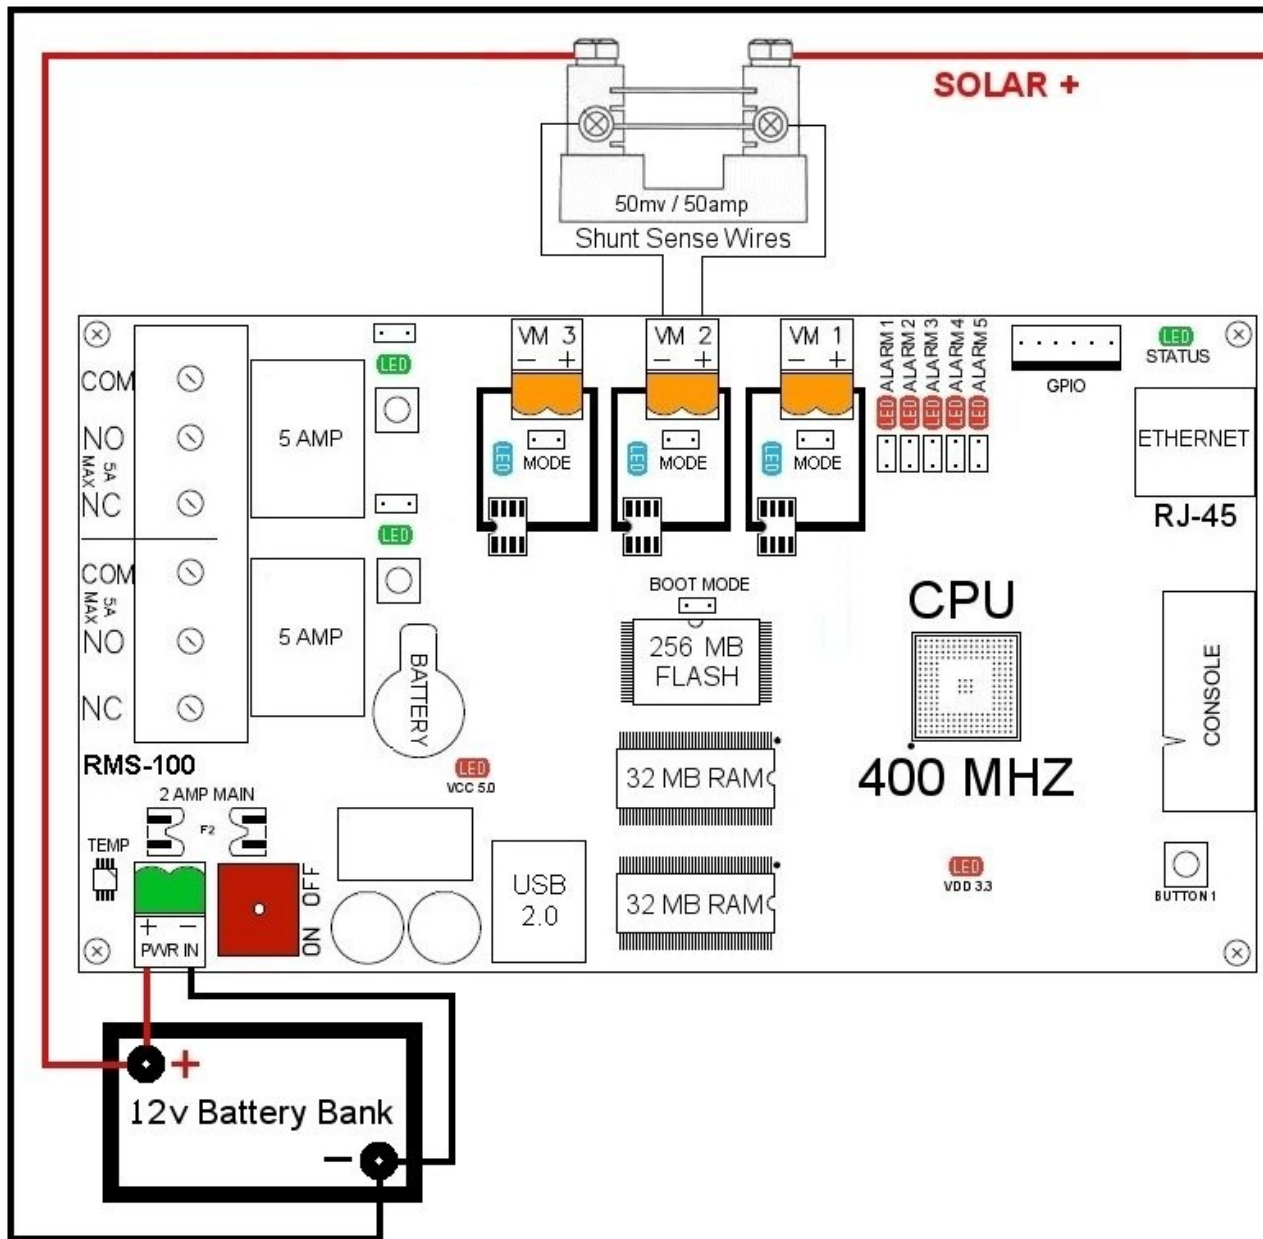 SOLAR +
50mv / 50amp
Shunt Sense Wires
VM 3
- +
VM 2
- +
VM 1
- +
ALARM 1
ALARM 2
ALARM 3
ALARM 4
ALARM 5
LED
LED
LED
LED
LED
GPIO
LED
STATUS
COM
NO
5A
MAX
NC
5 AMP
LED
LED
LED
MODE
LED
MODE
LED
MODE
ETHERNET
RJ-45
COM
5A
MAX
NO
NC
5 AMP
LED
BATTERY
BOOT MODE
256 MB
FLASH
CPU
400 MHZ
CONSOLE
RMS-100
LED
VCC 5.0
32 MB RAM
2 AMP MAIN
F2
TEMP
+ -
PWR IN
ON OFF
USB
2.0
32 MB RAM
LED
VDD 3.3
BUTTON 1
+
12v Battery Bank
-